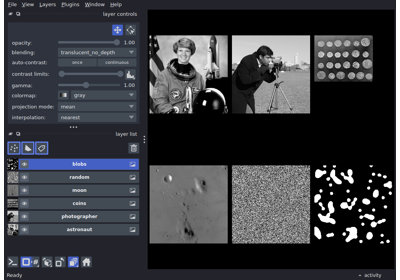 File View Layers Plugins Window Help
layer controls
opacity: 1.00
blending: translucent_no_depth
auto-contrast: once continuous
contrast limits:
gamma: 1.00
colormap: gray
projection mode: mean
interpolation: nearest
layer list
blobs
random
moon
coins
photographer
astronaut
Ready activity